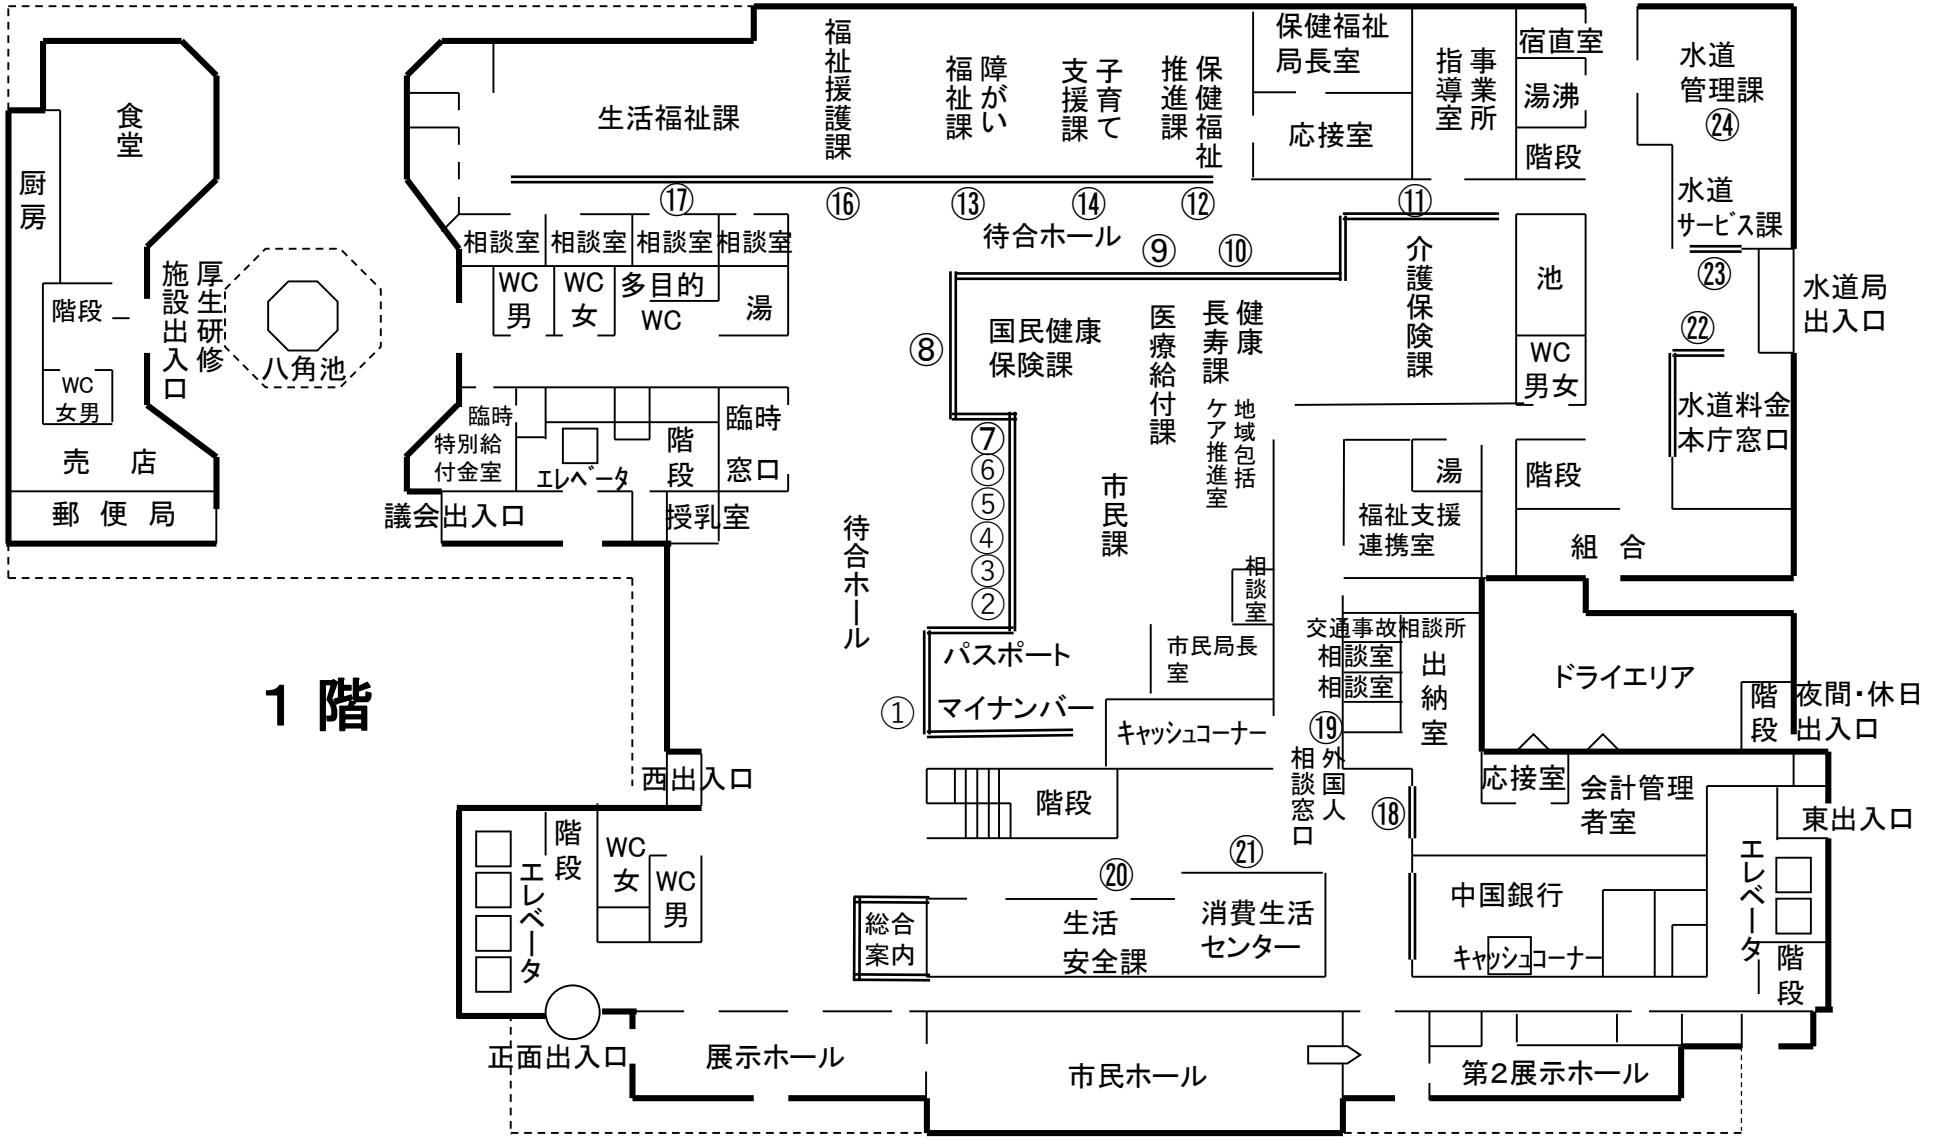 食堂
厨房
階段
WC
女男
売　店
郵 便 局
厚生研修
施設出入口
八角池
生活福祉課
福祉援護課
障がい
福祉課
子育て
支援課
保健福祉
推進課
保健福祉
局長室
応接室
事業所
指導室
宿直室
湯沸
階段
水道
管理課
㉔
水道
サービス課
㉓
水道局
出入口
㉒
水道料金
本庁窓口
⑰
⑯
⑬
⑭
⑫
⑪
待合ホール
⑨
⑩
相談室
相談室
相談室
相談室
WC
男
WC
女
多目的
WC
湯
⑧
国民健康
保険課
医療給付課
健康
長寿課
地域包括
ケア推進室
介護保険課
池
WC
男女
臨時
特別給
付金室
エレベータ
階段
臨時
窓口
議会出入口
授乳室
⑦
⑥
⑤
④
③
②
待合ホール
市民課
相談室
湯
福祉支援
連携室
階段
組　合
市民局長
室
交通事故相談所
相談室
相談室
出納室
ドライエリア
階段
夜間・休日
出入口
パスポート
マイナンバー
①
キャッシュコーナー
⑲
外国人
相談窓口
⑱
１階
西出入口
階段
応接室
会計管理
者室
東出入口
階段
WC
女
WC
男
エレベータ
総合
案内
⑳
生活
安全課
㉑
消費生活
センター
中国銀行
キャッシュコーナー
エレベータ
階段
正面出入口
展示ホール
市民ホール
第２展示ホール